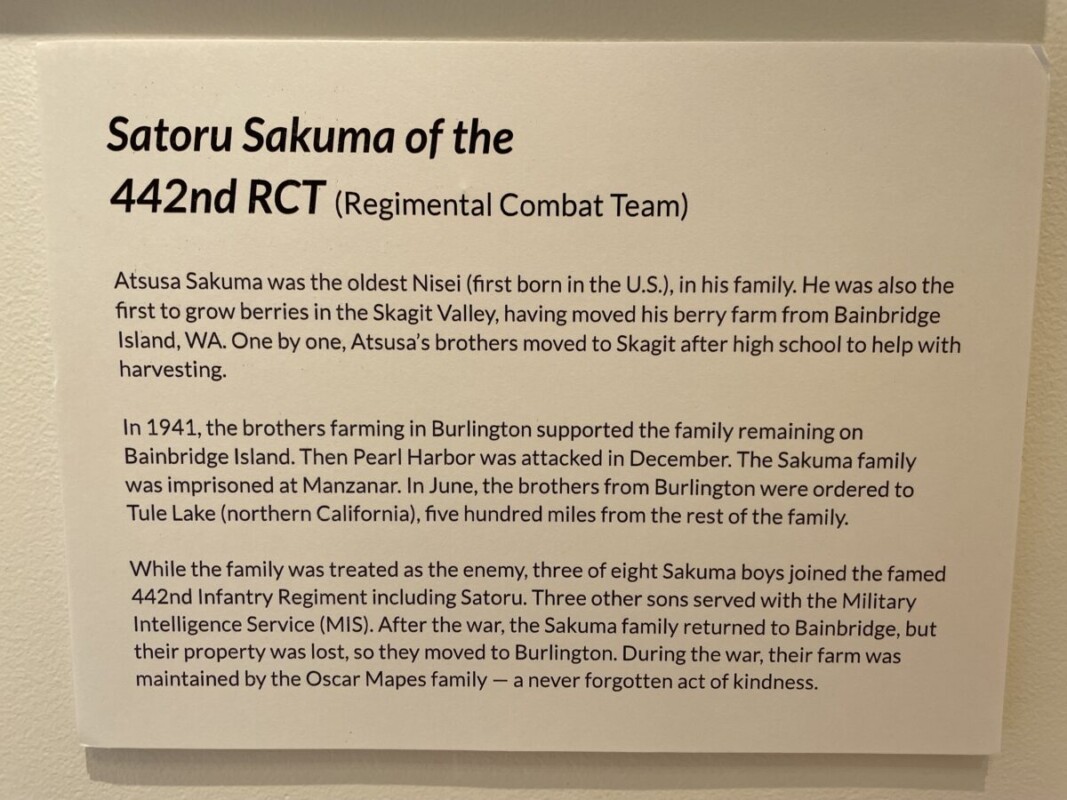 Satoru Sakuma of the
442nd RCT (Regimental Combat Team)
Atsusa Sakuma was the oldest Nisei (first born in the U.S.), in his family. He was also the
first to grow berries in the Skagit Valley, having moved his berry farm from Bainbridge
Island, WA. One by one, Atsusa's brothers moved to Skagit after high school to help with
harvesting.
In 1941, the brothers farming in Burlington supported the family remaining on
Bainbridge Island. Then Pearl Harbor was attacked in December. The Sakuma family
was imprisoned at Manzanar. In June, the brothers from Burlington were ordered to
Tule Lake (northern California), five hundred miles from the rest of the family.
While the family was treated as the enemy, three of eight Sakuma boys joined the famed
442nd Infantry Regiment including Satoru. Three other sons served with the Military
Intelligence Service (MIS). After the war, the Sakuma family returned to Bainbridge, but
their property was lost, so they moved to Burlington. During the war, their farm was
maintained by the Oscar Mapes family — a never forgotten act of kindness.